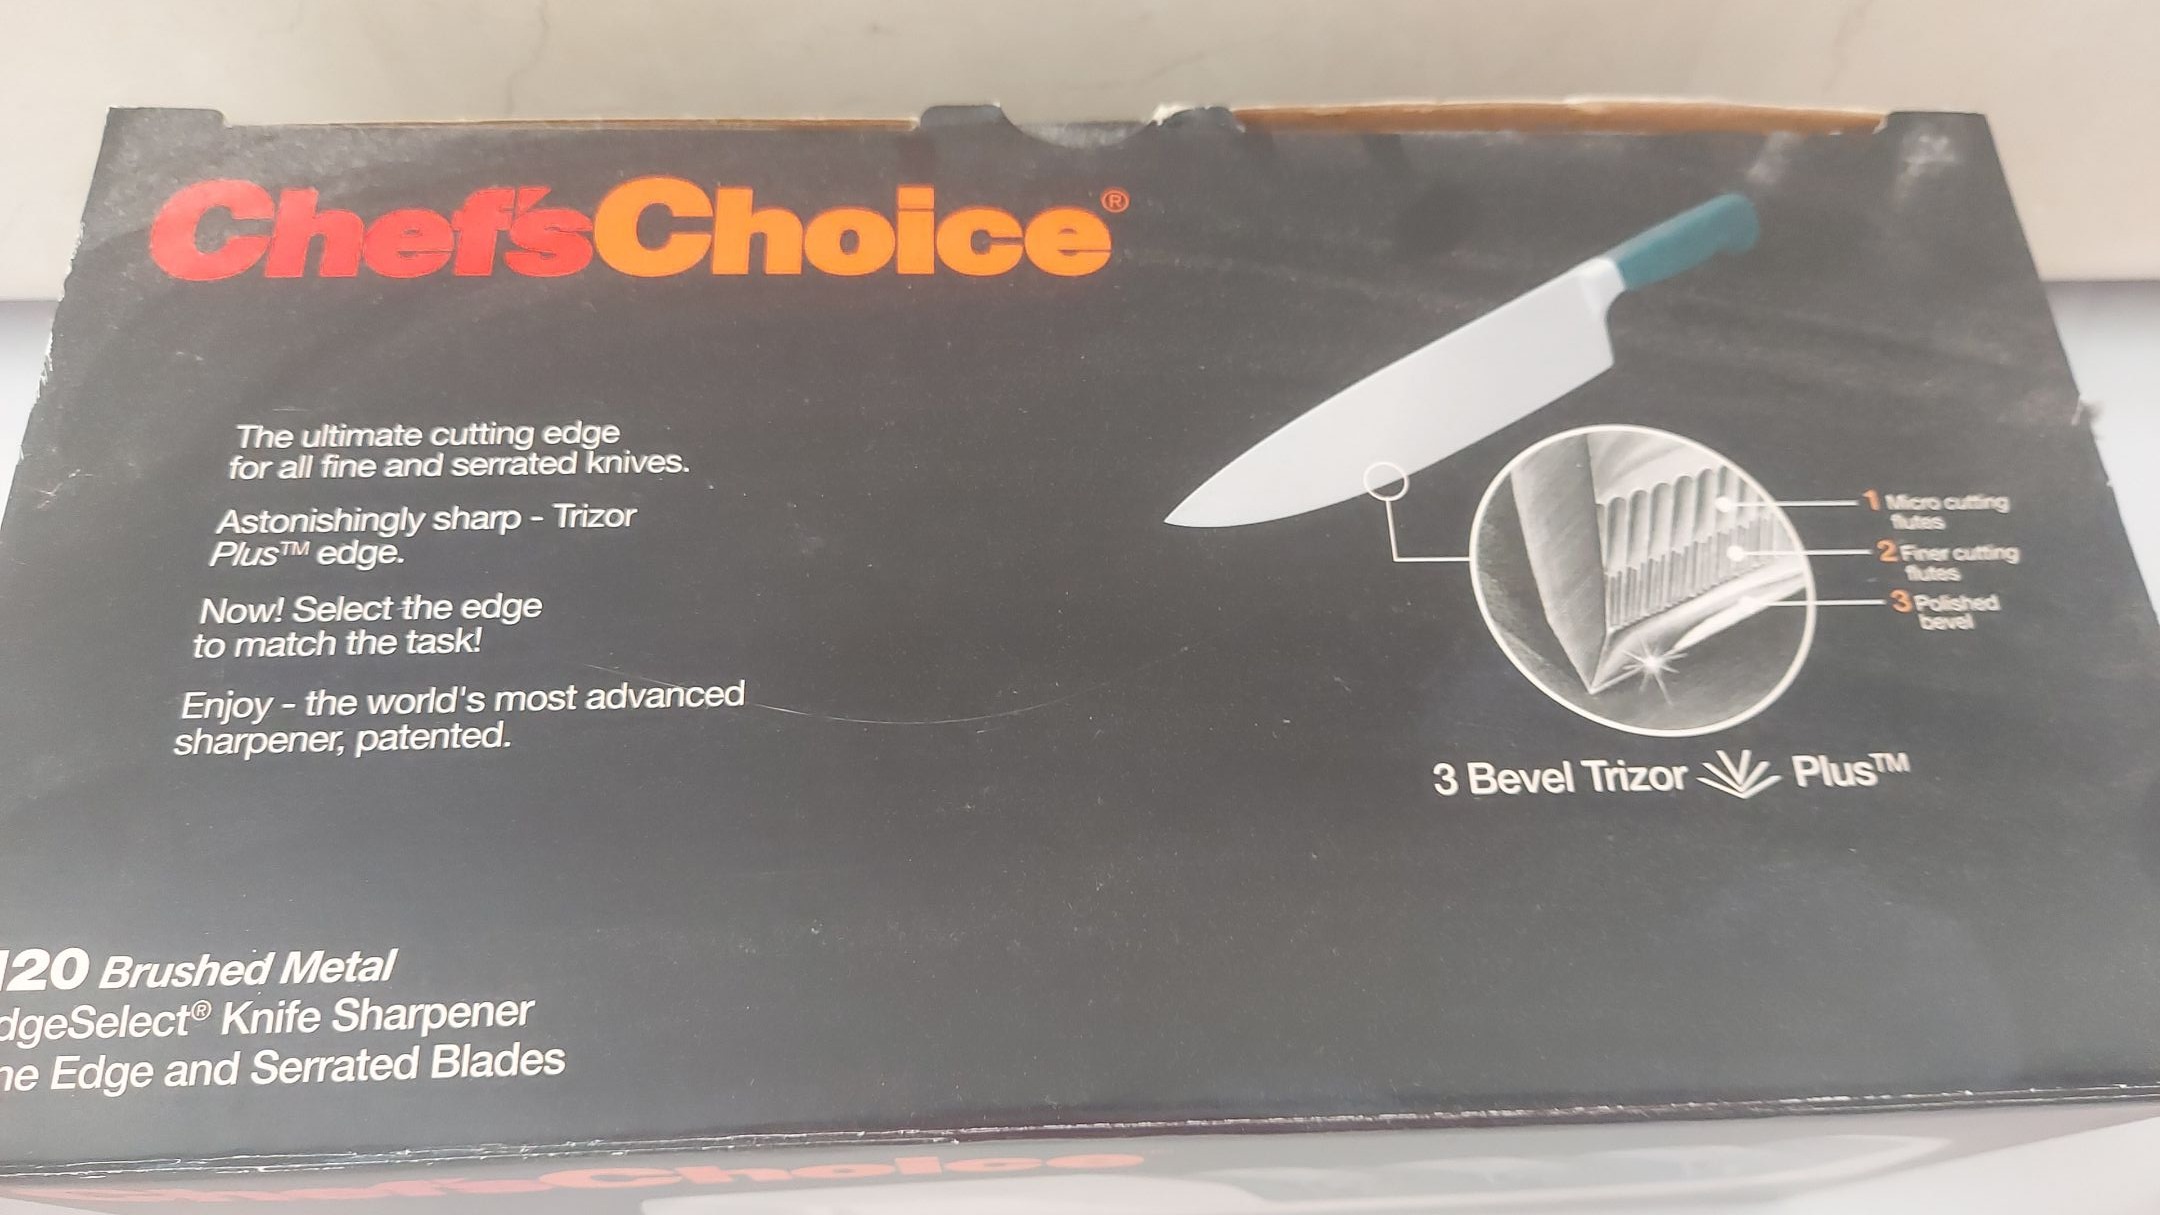 Chef'sChoice®
The ultimate cutting edge
for all fine and serrated knives.
Astonishingly sharp - Trizor
Plus™ edge.
Now! Select the edge
to match the task!
Enjoy - the world's most advanced
sharpener, patented.
1 Micro cutting
flutes
2 Finer cutting
flutes
3 Polished
bevel
3 Bevel Trizor Plus™
120 Brushed Metal
dgeSelect® Knife Sharpener
ne Edge and Serrated Blades
Chef'sChoice